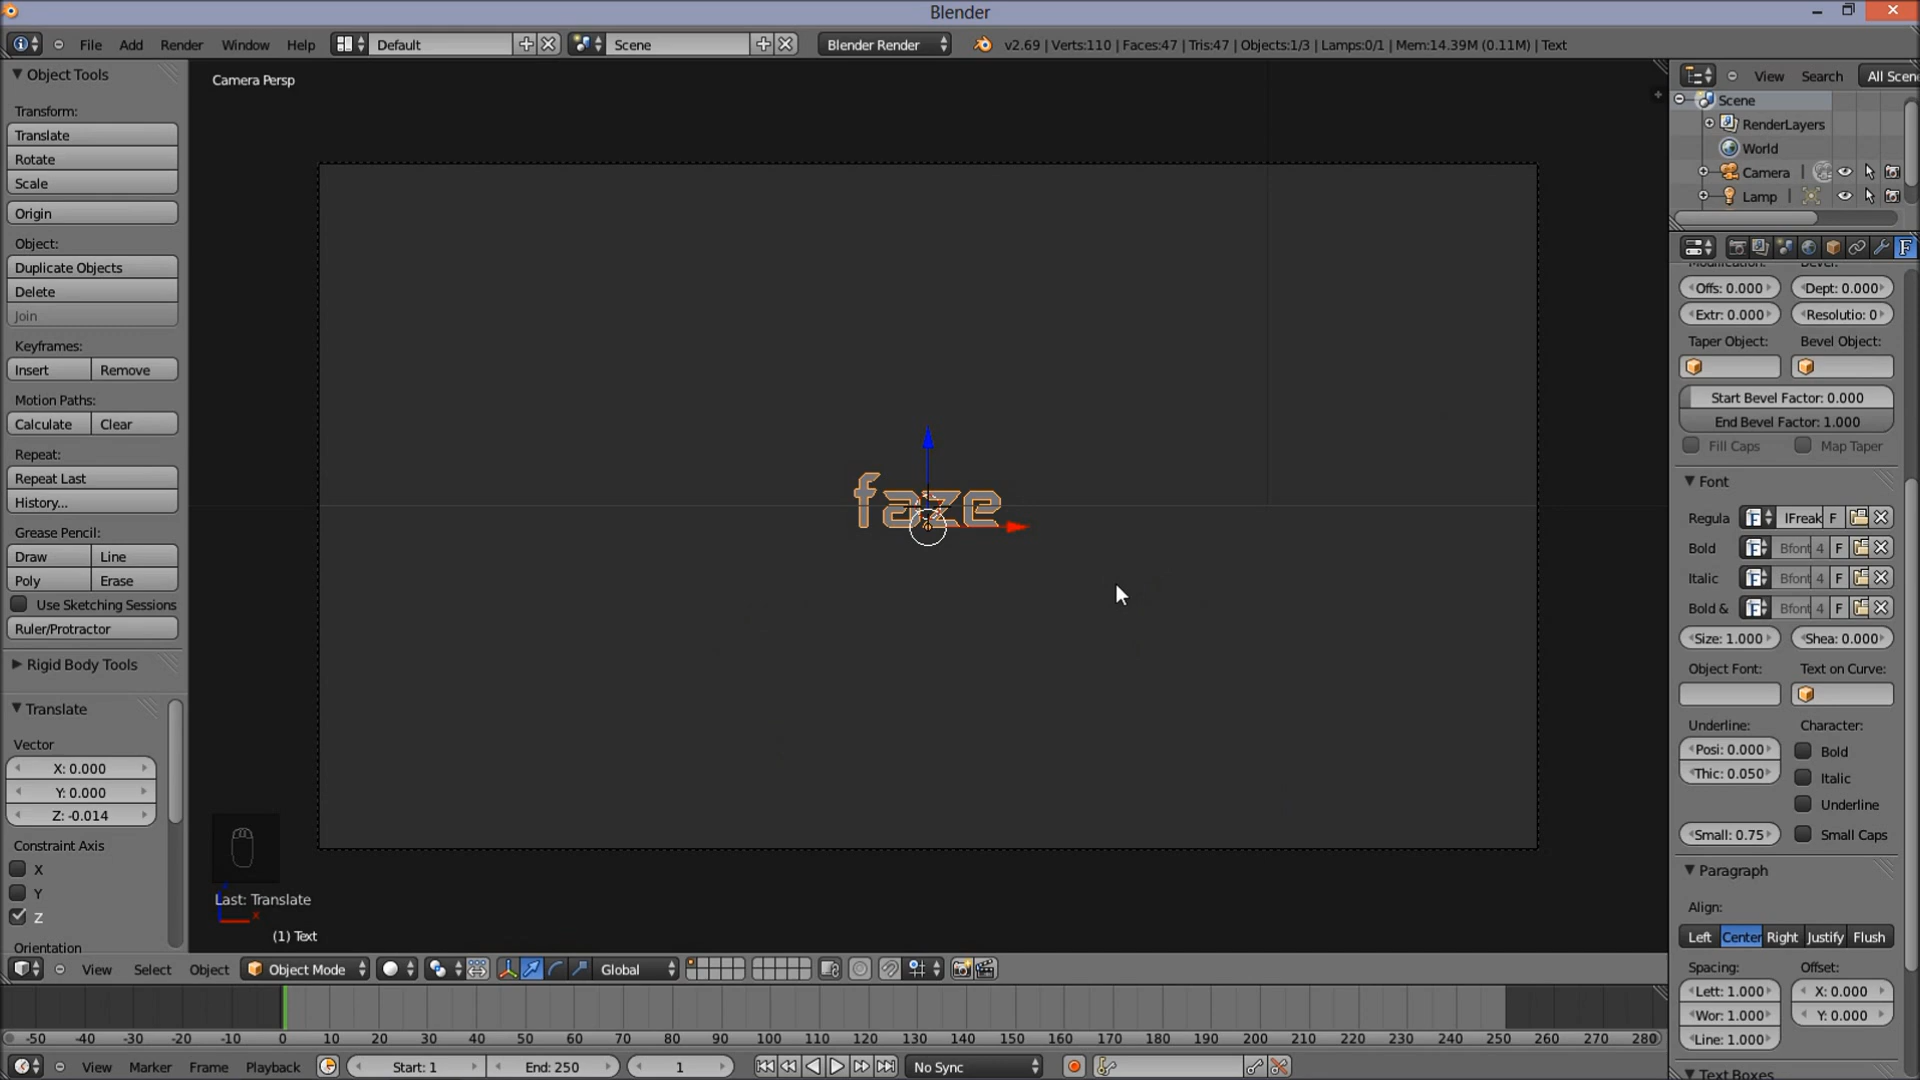 Blender
File Add Render Window Help Default Scene Blender Render v2.69 | Verts:110 | Faces:47 | Tris:47 | Objects:1/3 | Lamps:0/1 | Mem:14.39M (0.11M) | Text
Object Tools
Transform:
Translate
Rotate
Scale
Origin
Object:
Duplicate Objects
Delete
Join
Keyframes:
Insert Remove
Motion Paths:
Calculate Clear
Repeat:
Repeat Last
History...
Grease Pencil:
Draw Line
Poly Erase
Use Sketching Sessions
Ruler/Protractor
Rigid Body Tools
Translate
Vector
X: 0.000
Y: 0.000
Z: -0.014
Constraint Axis
X
Y
Z
Orientation
Camera Persp
faze
Last: Translate
x
(1) Text
View Search All Scen
Scene
RenderLayers
World
Camera
Lamp
Offs: 0.000 Dept: 0.000
Extr: 0.000 Resolutio: 0
Taper Object: Bevel Object:
Start Bevel Factor: 0.000
End Bevel Factor: 1.000
Fill Caps Map Taper
Font
Regula IFreak F
Bold Bfont 4 F
Italic Bfont 4 F
Bold & Bfont 4 F
Size: 1.000 Shea: 0.000
Object Font: Text on Curve:
Underline: Character:
Posi: 0.000 Bold
Thic: 0.050 Italic
Underline
Small: 0.75 Small Caps
Paragraph
Align:
Left Center Right Justify Flush
Spacing: Offset:
Lett: 1.000 X: 0.000
Wor: 1.000 Y: 0.000
Line: 1.000
Text Boxes
View Select Object Object Mode Global
-50 -40 -30 -20 -10 0 10 20 30 40 50 60 70 80 90 100 110 120 130 140 150 160 170 180 190 200 210 220 230 240 250 260 270 280
View Marker Frame Playback Start: 1 End: 250 1 No Sync